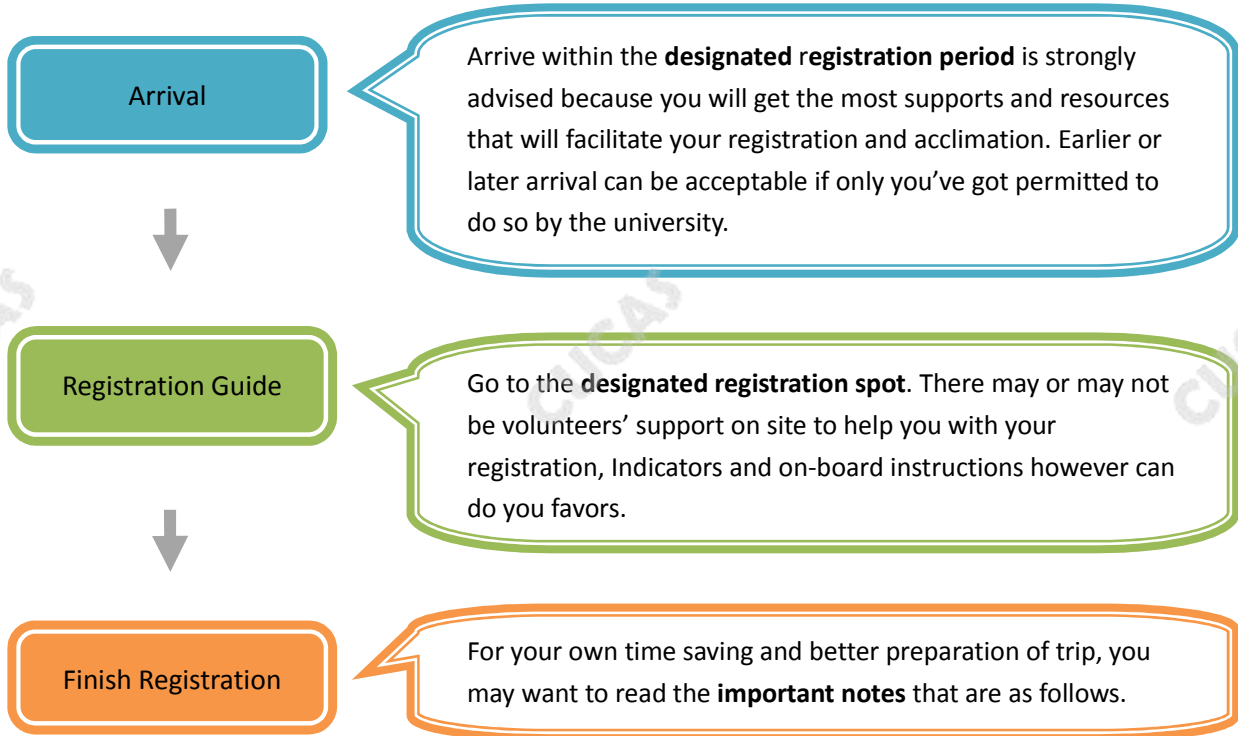 Arrival
Arrive within the designated registration period is strongly
advised because you will get the most supports and resources
that will facilitate your registration and acclimation. Earlier or
later arrival can be acceptable if only you’ve got permitted to
do so by the university.
CUCAS
Registration Guide
Go to the designated registration spot. There may or may not
be volunteers’ support on site to help you with your
registration, Indicators and on-board instructions however can
do you favors.
Finish Registration
For your own time saving and better preparation of trip, you
may want to read the important notes that are as follows.